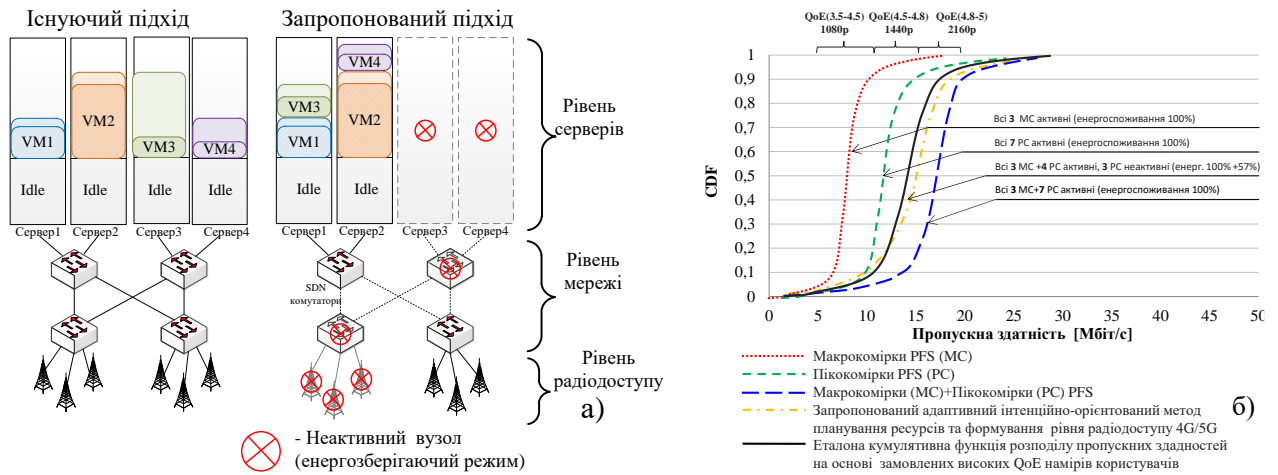 Існуючий підхід
Запропонований підхід
VM1
VM2
VM3
VM4
Idle
Idle
Idle
Idle
Сервер1
Сервер2
Сервер3
Сервер4
VM3
VM1
VM4
VM2
Idle
Idle
Сервер1
Сервер2
Сервер3
Сервер4
SDN
комутатори
Рівень
серверів
Рівень
мережі
Рівень
радіодоступу
а)
- Неактивний вузол
(енергозберігаючий режим)
QoE(3.5-4.5)
1080p
QoE(4.5-4.8)
1440p
QoE(4.8-5)
2160p
CDF
1
0,9
0,8
0,7
0,6
0,5
0,4
0,3
0,2
0,1
0
0 5 10 15 20 25 30 35 40 45 50
Всі 3 МС активні (енергоспоживання 100%)
Всі 7 РС активні (енергоспоживання 100%)
Всі 3 МС +4 РС активні, 3 РС неактивні (енерг. 100% +57%)
Всі 3 МС+7 РС активні (енергоспоживання 100%)
Пропускна здатність [Мбіт/с]
Макрокомірки PFS (МС)
Пікокомірки PFS (PC)
Макрокомірки (МС)+Пікокомірки (РС) PFS
Запропонований адаптивний інтенційно-орієнтований метод
планування ресурсів та формування рівня радіодоступу 4G/5G
Еталона кумулятивна функція розподілу пропускних здадностей
на основі замовлених високих QoE намірів користувачів
б)